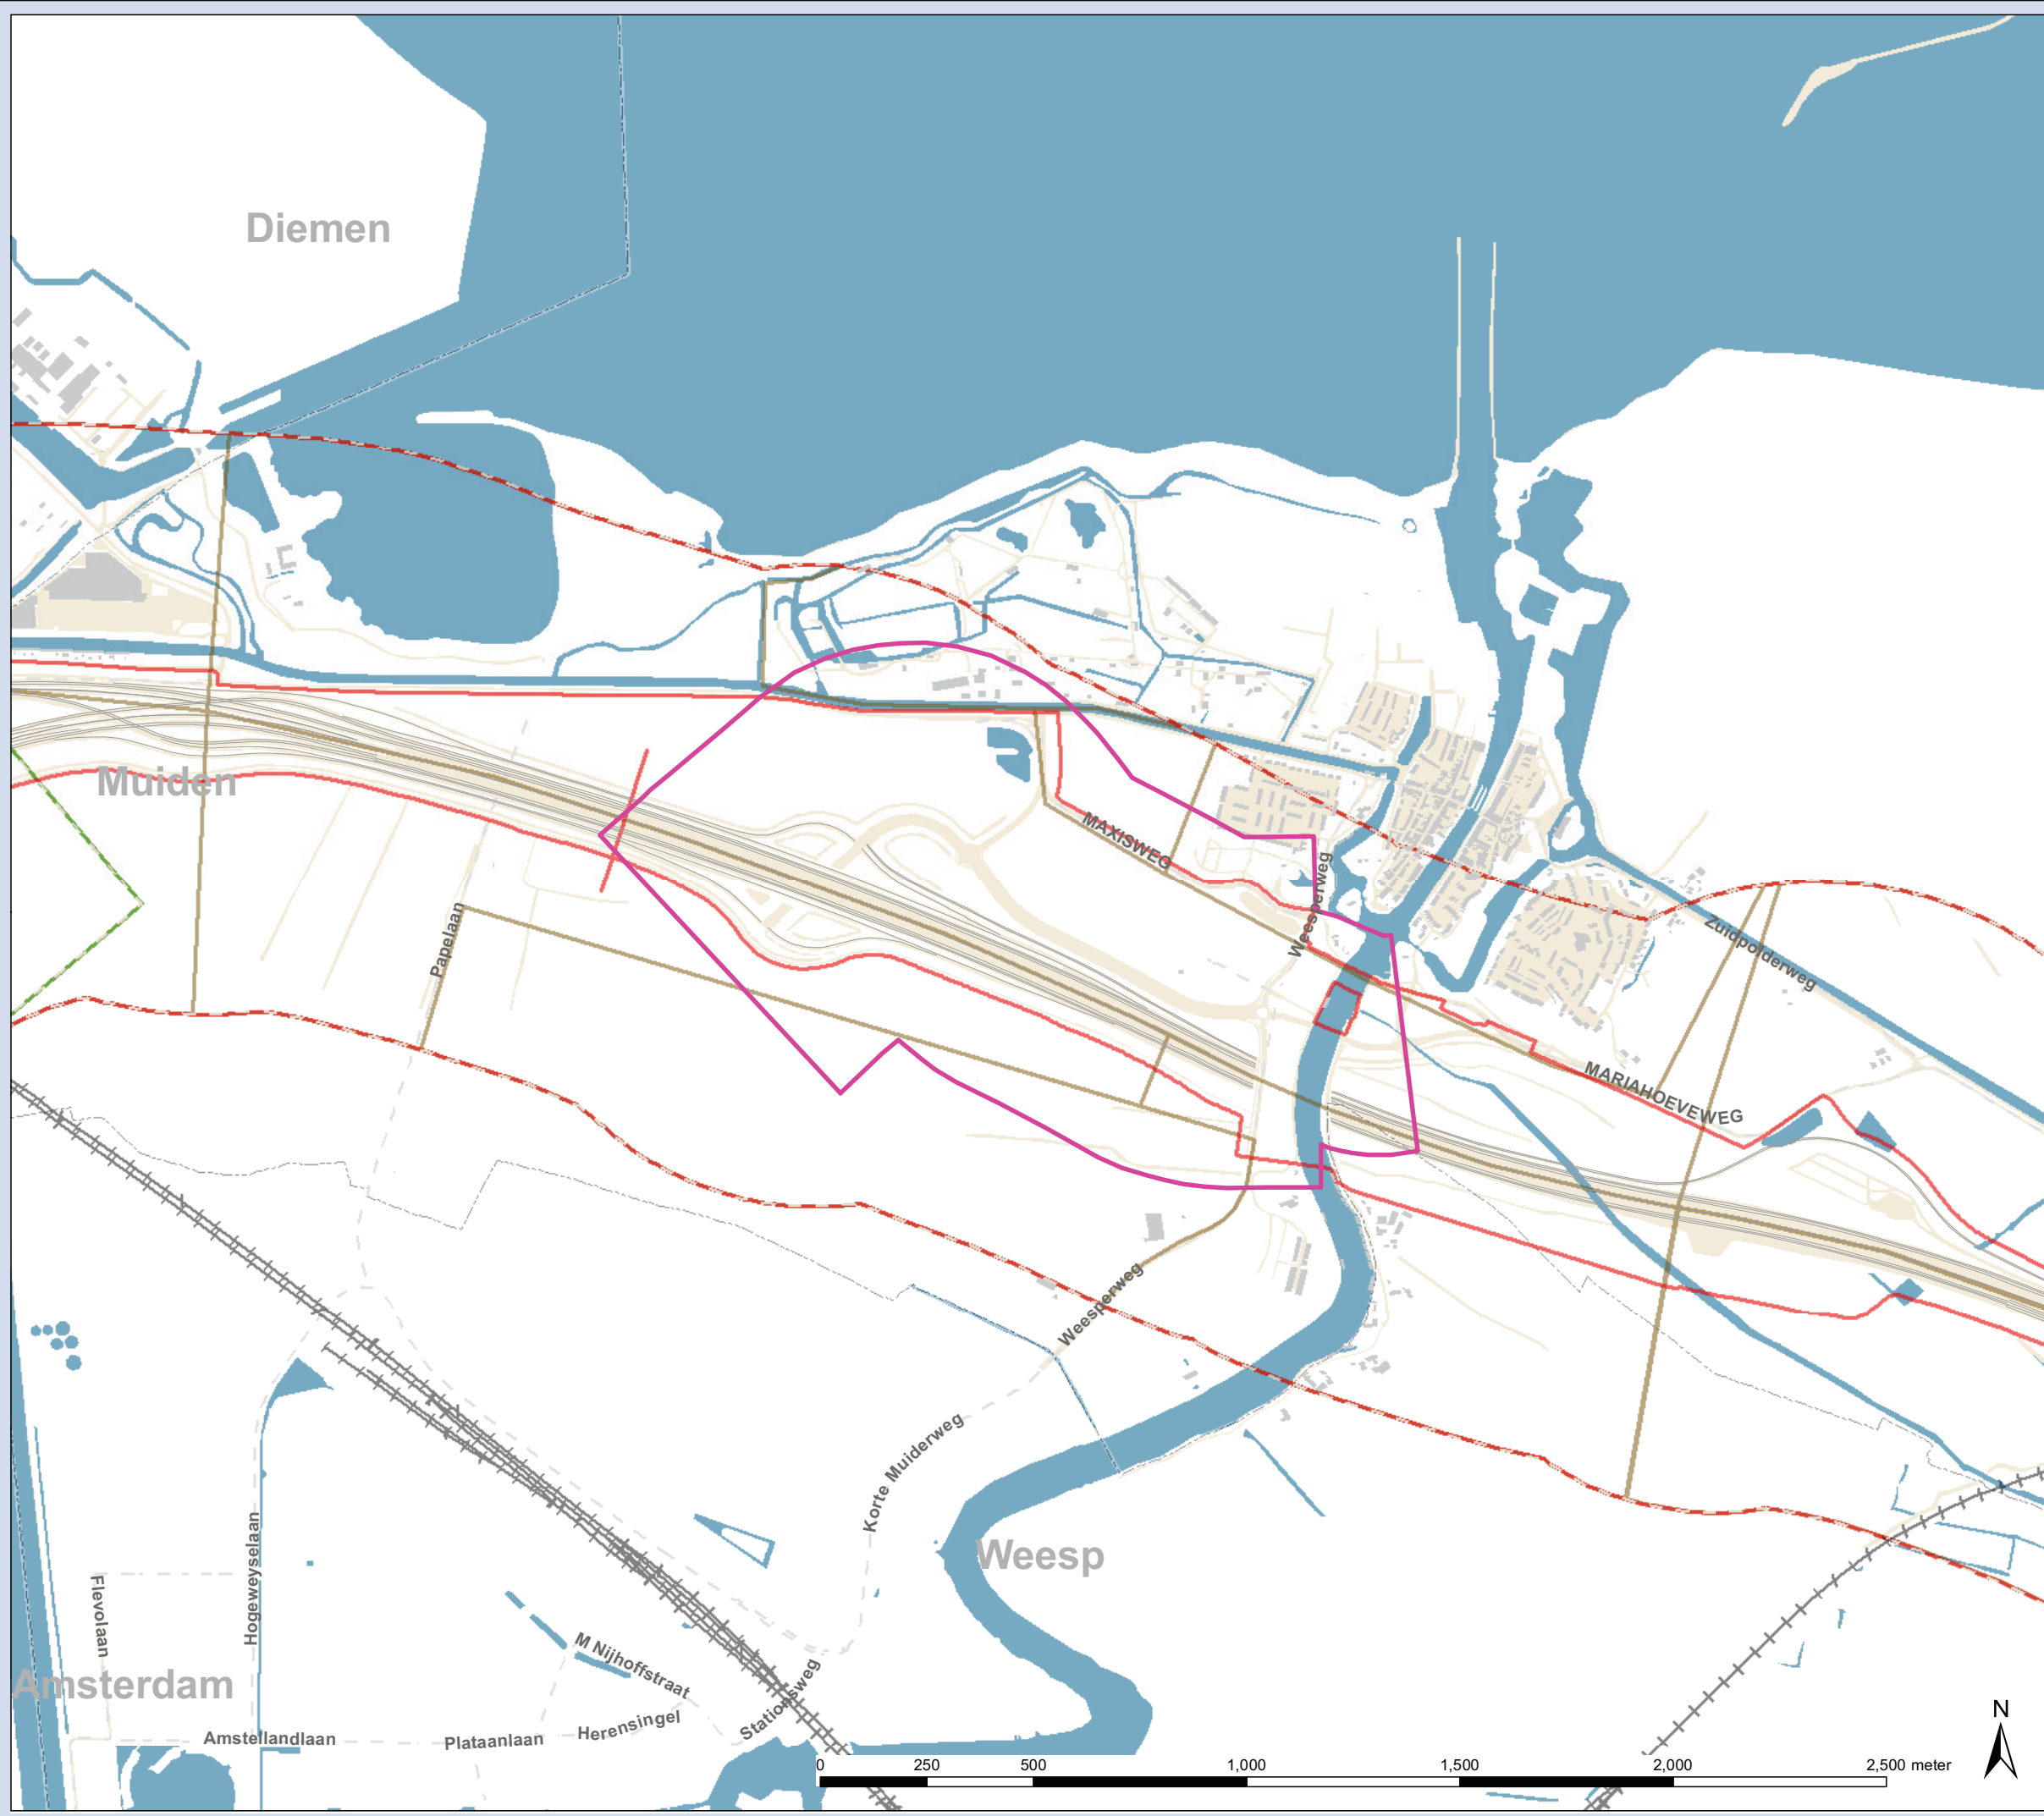 Diemen
Muiden
MAXISWEG
Weesperweg
Papelaan
Zuidpolderweg
MARIAHOEVEWEG
Weesperweg
Korte Muiderweg
Weesp
Hogeweyselaan
Flevolaan
M Nijhoffstraat
Stationsweg
Amsterdam
Herensingel
Amstellandlaan
Plataanlaan
N
0 250 500 1,000 1,500 2,000 2,500 meter